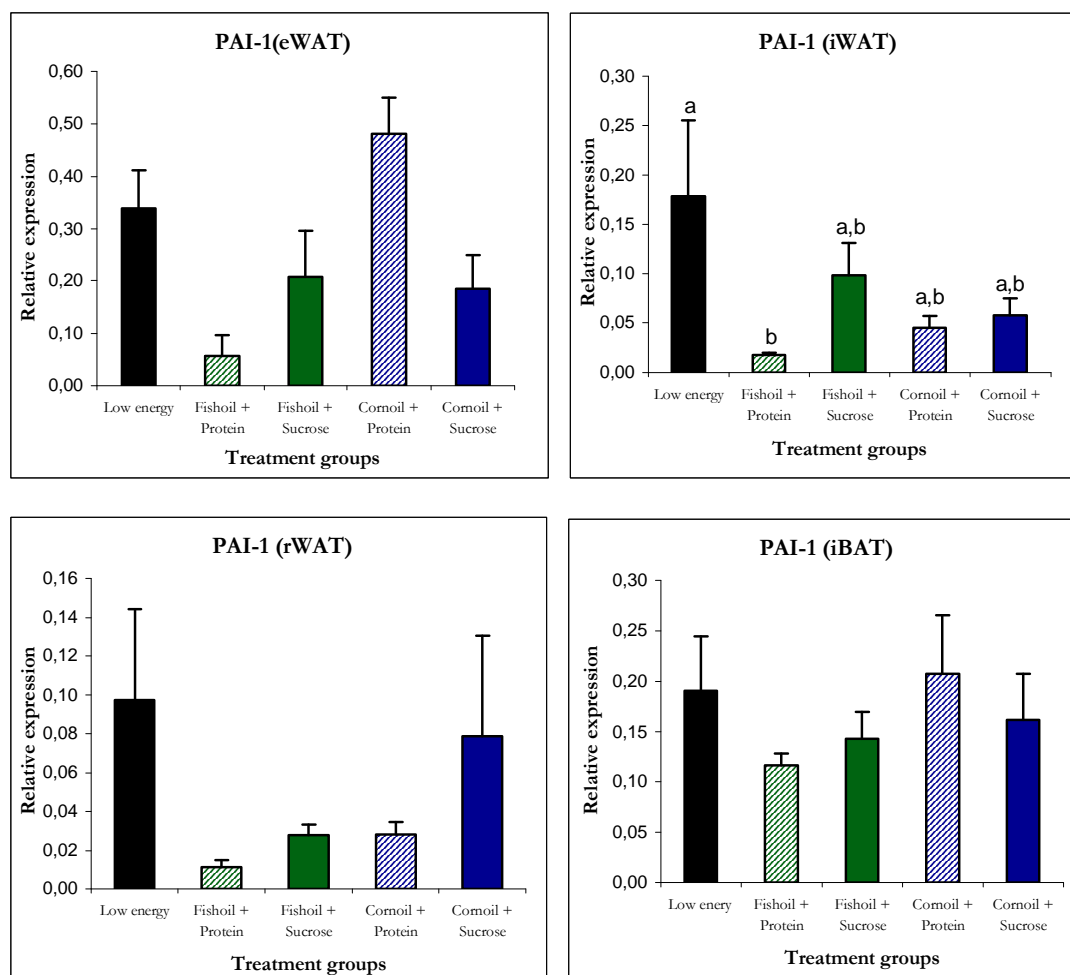 PAI-1(eWAT)
0,60
0,50
0,40
0,30
0,20
0,10
0,00
Relative expression
Low energy
Fishoil +
Protein
Fishoil +
Sucrose
Cornoil +
Protein
Cornoil +
Sucrose
Treatment groups
PAI-1 (iWAT)
0,30
0,25
0,20
0,15
0,10
0,05
0,00
Relative expression
a
b
a,b
a,b
a,b
Low energy
Fishoil +
Protein
Fishoil +
Sucrose
Cornoil +
Protein
Cornoil +
Sucrose
Treatment groups
PAI-1 (rWAT)
0,16
0,14
0,12
0,10
0,08
0,06
0,04
0,02
0,00
Relative expression
Low energy
Fishoil +
Protein
Fishoil +
Sucrose
Cornoil +
Protein
Cornoil +
Sucrose
Treatment groups
PAI-1 (iBAT)
0,30
0,25
0,20
0,15
0,10
0,05
0,00
Relative expression
Low enery
Fishoil +
Protein
Fishoil +
Sucrose
Cornoil +
Protein
Cornoil +
Sucrose
Treatment groups